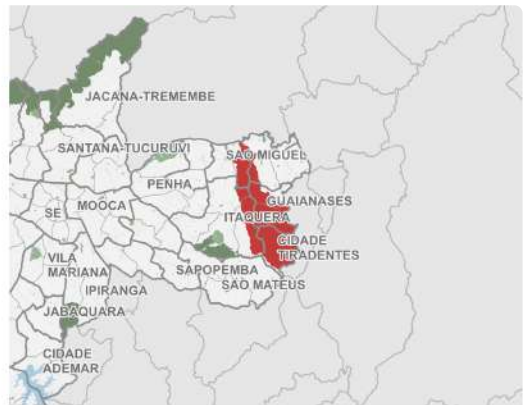 JACANA-TREMEMBE
SANTANA-TUCURUVI
SAO MIGUEL
PENHA
GUAIANASES
MOOCA
SE
ITAQUERA
CIDADE
TIRADENTES
VILA
MARIANA
SAPOPEMBA
SAO MATEUS
IPIRANGA
JABAQUARA
CIDADE
ADEMAR